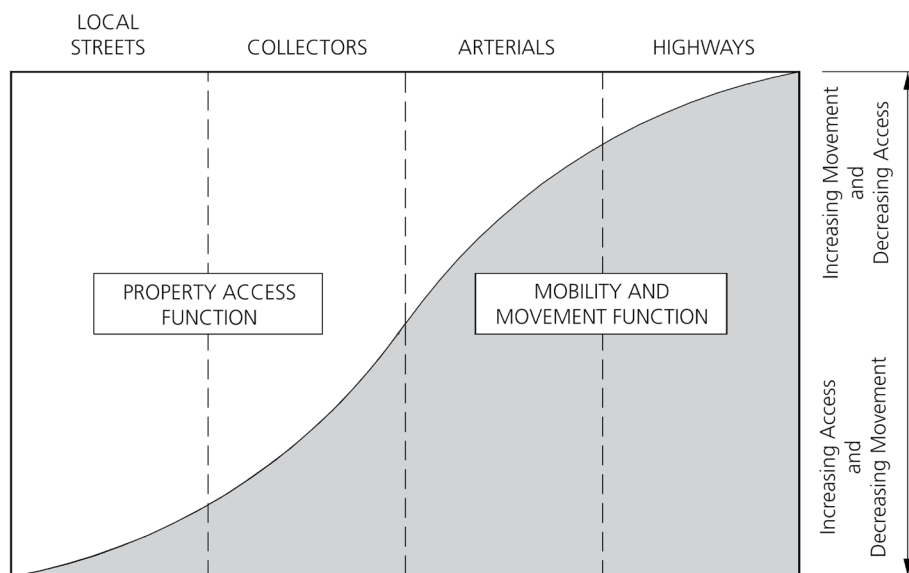 LOCAL
STREETS
COLLECTORS
ARTERIALS
HIGHWAYS
PROPERTY ACCESS
FUNCTION
MOBILITY AND
MOVEMENT FUNCTION
Increasing Movement
and
Decreasing Access
Increasing Access
and
Decreasing Movement